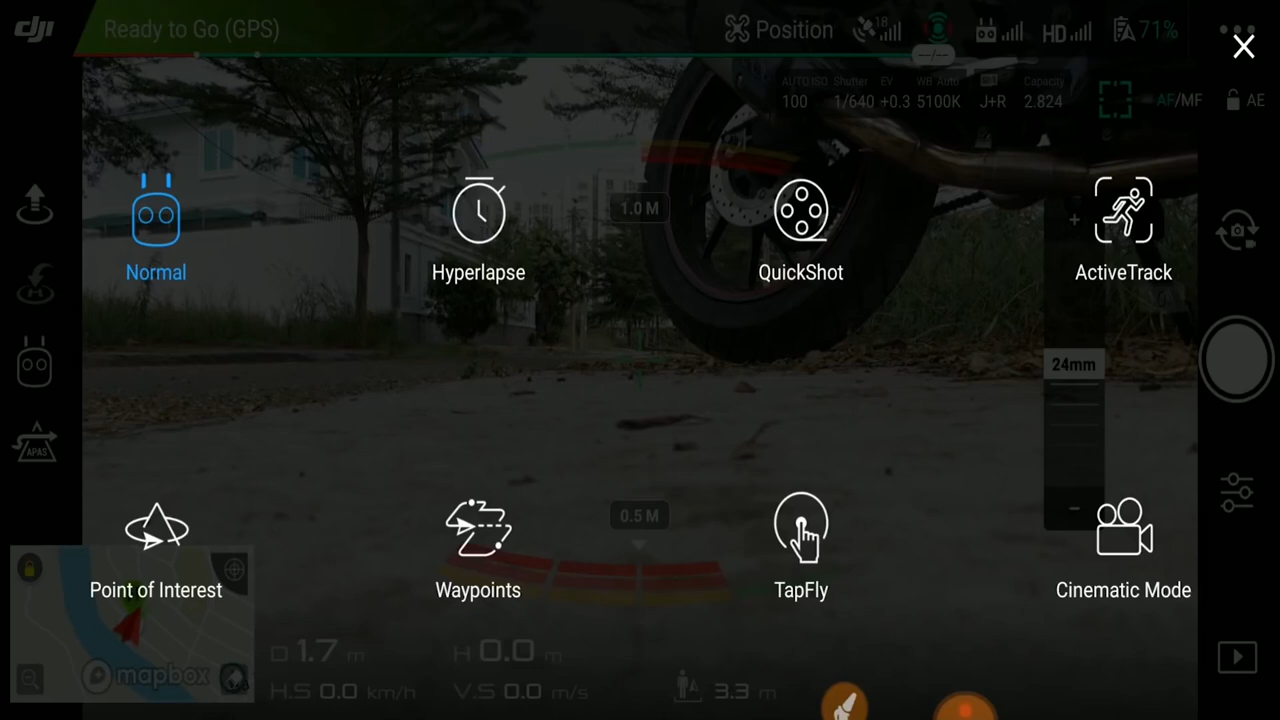 dji Ready to Go (GPS) Position 18 HD 71%
--/--
AUTO ISO Shutter EV WB Auto Capacity
100 1/640 +0.3 5100K J+R 2.824 AF/MF AE
1.0 M
+
Normal Hyperlapse QuickShot ActiveTrack
24mm
APAS
0.5 M
-
Point of Interest Waypoints TapFly Cinematic Mode
D 1.7 m H 0.0 m
mapbox
H.S 0.0 km/h V.S 0.0 m/s 3.3 m